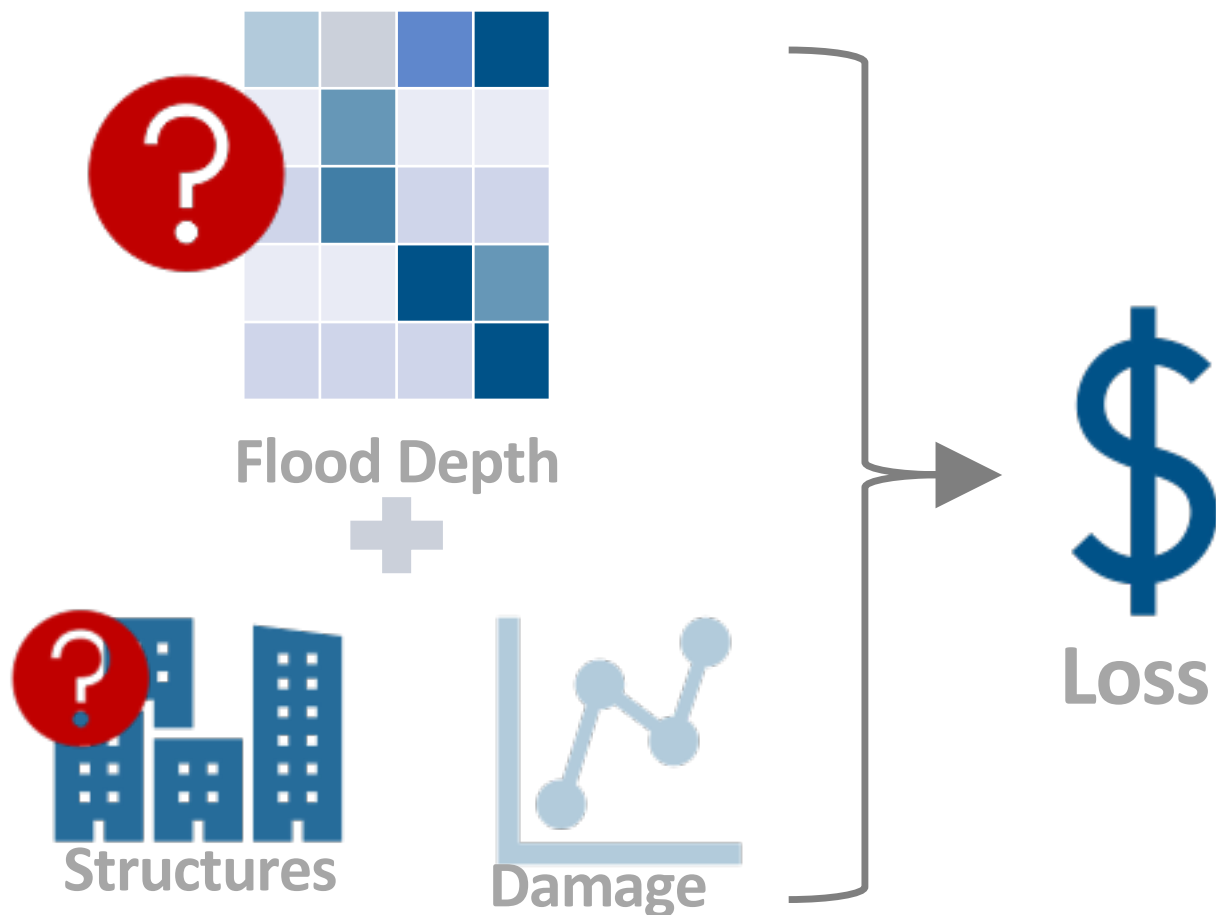 ?
Flood Depth
?
Structures
Damage
$
Loss